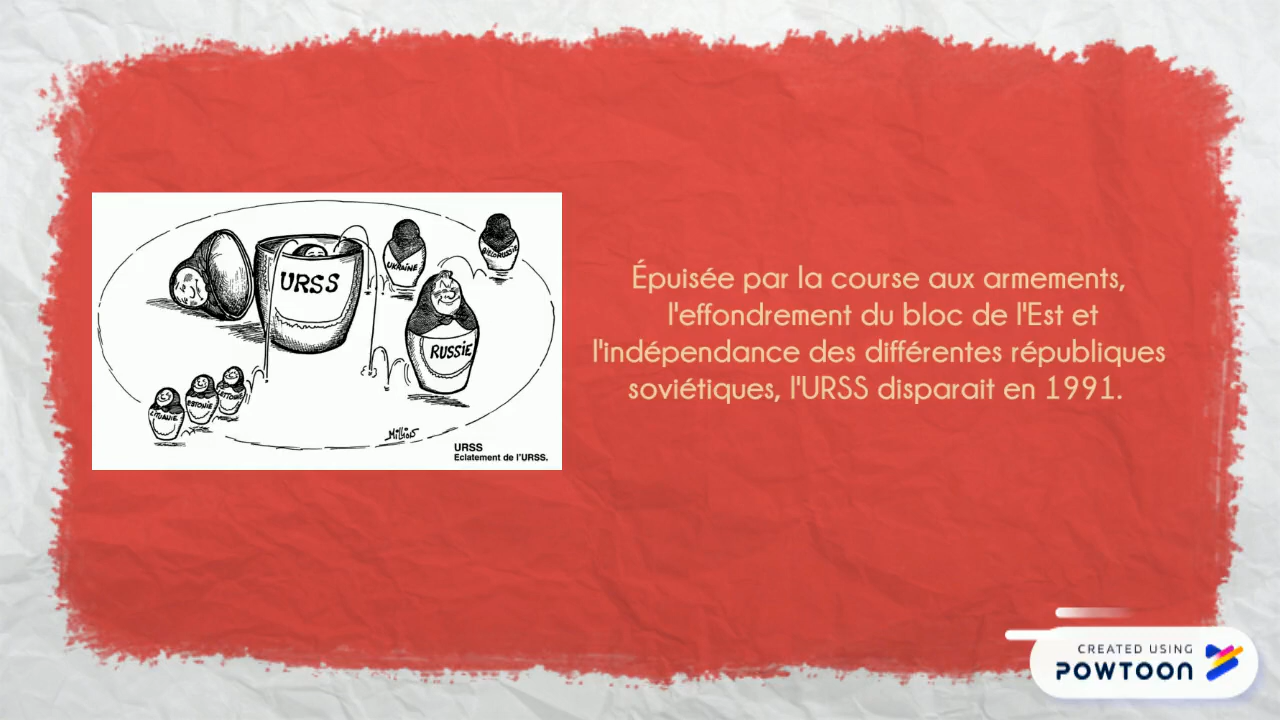 URSS
UKRAINE
BIELORUSSIE
RUSSIE
LITUANIE
ESTONIE
Millois
URSS
Eclatement de l'URSS.
Épuisée par la course aux armements,
l'effondrement du bloc de l'Est et
l'indépendance des différentes républiques
soviétiques, l'URSS disparait en 1991.
CREATED USING
POWTOON